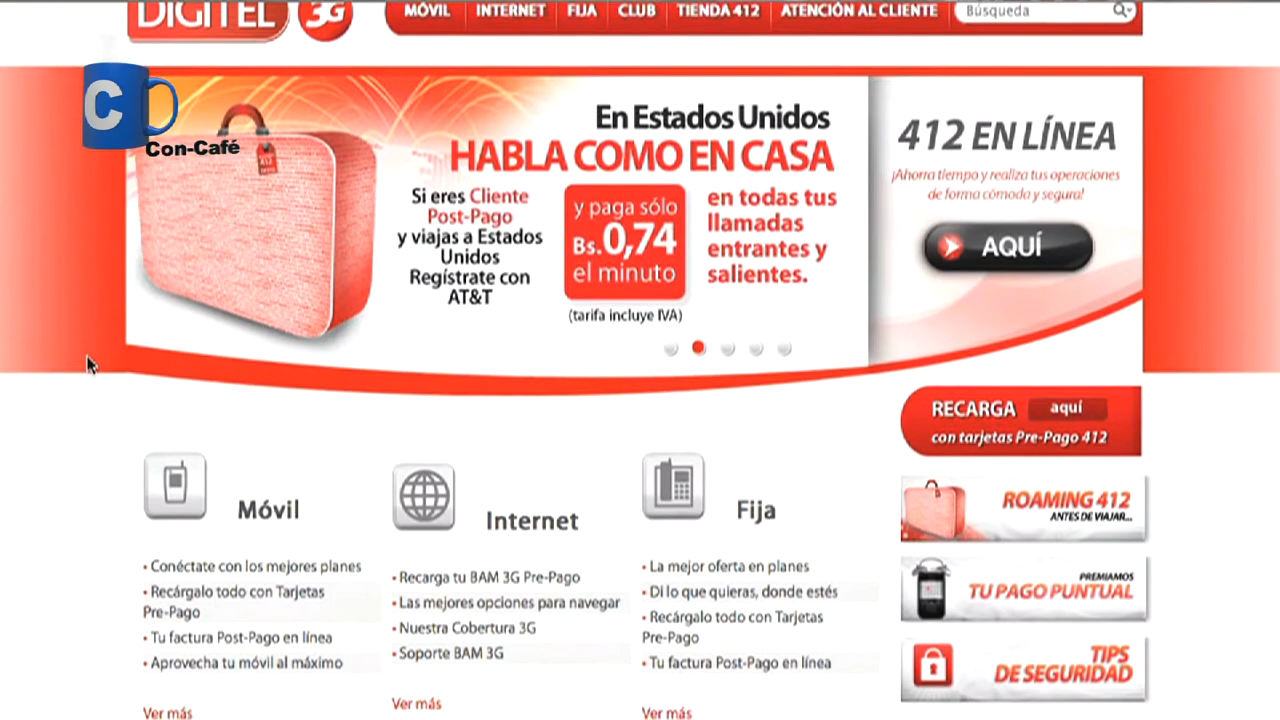 DIGITEL 3G
MÓVIL INTERNET FIJA CLUB TIENDA 412 ATENCIÓN AL CLIENTE Búsqueda
C
Con-Café
412
En Estados Unidos
HABLA COMO EN CASA
Si eres Cliente
Post-Pago
y viajas a Estados
Unidos
Regístrate con
AT&T
y paga sólo
Bs.0,74
el minuto
(tarifa incluye IVA)
en todas tus
llamadas
entrantes y
salientes.
412 EN LÍNEA
¡Ahorra tiempo y realiza tus operaciones
de forma cómoda y segura!
AQUÍ
RECARGA aquí
con tarjetas Pre-Pago 412
ROAMING 412
ANTES DE VIAJAR...
PREMIAMOS
TU PAGO PUNTUAL
TIPS
DE SEGURIDAD
Móvil
• Conéctate con los mejores planes
• Recárgalo todo con Tarjetas
Pre-Pago
• Tu factura Post-Pago en línea
• Aprovecha tu móvil al máximo
Ver más
Internet
• Recarga tu BAM 3G Pre-Pago
• Las mejores opciones para navegar
• Nuestra Cobertura 3G
• Soporte BAM 3G
Ver más
Fija
• La mejor oferta en planes
• Di lo que quieras, donde estés
• Recárgalo todo con Tarjetas
Pre-Pago
• Tu factura Post-Pago en línea
Ver más